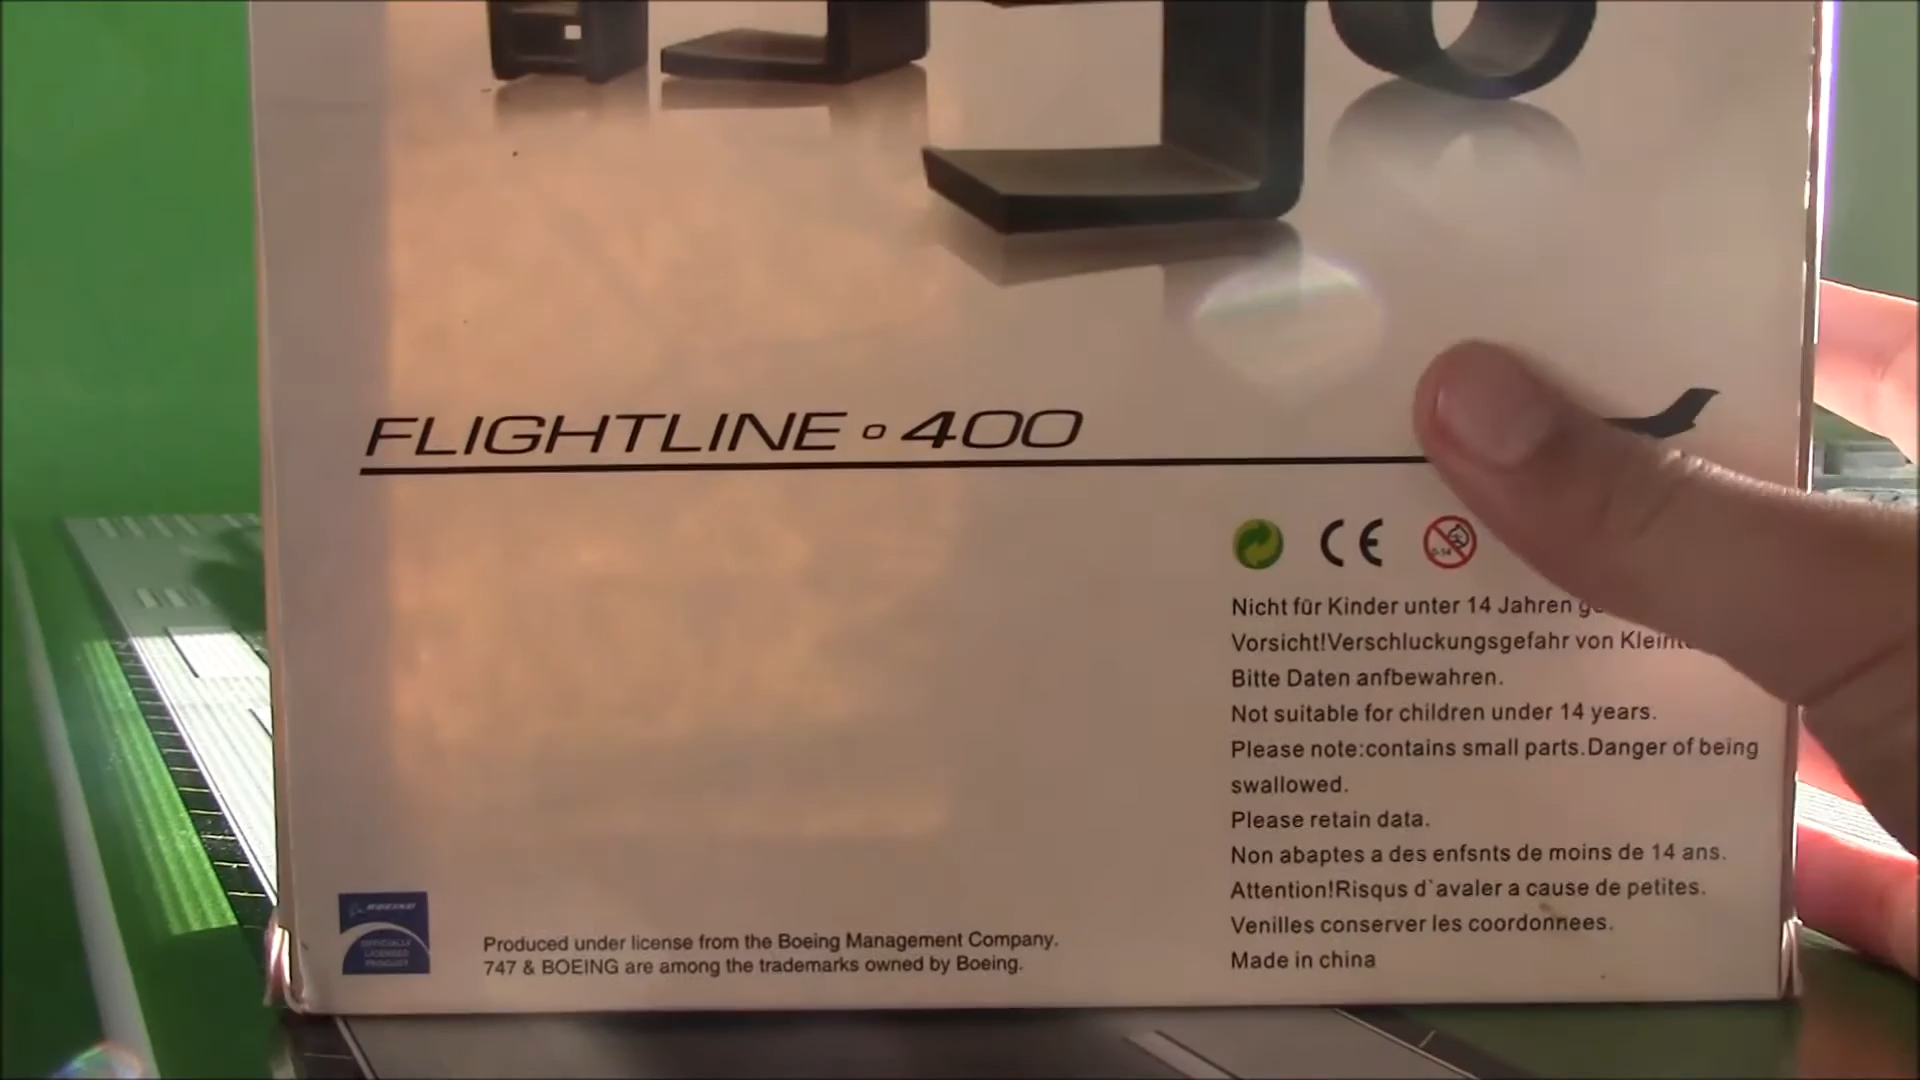 FLIGHTLINE o 400
CE
0-14
Nicht für Kinder unter 14 Jahren
Vorsicht!Verschluckungsgefahr von
Bitte Daten anfbewahren.
Not suitable for children under 14 years.
Please note:contains small parts.Danger of being
swallowed.
Please retain data.
Non abaptes a des enfsnts de moins de 14 ans.
Attention!Risqus d`avaler a cause de petites.
Venilles conserver les coordonnees.
Made in china
BOEING
OFFICIALLY
LICENSED
PRODUCT
Produced under license from the Boeing Management Company.
747 & BOEING are among the trademarks owned by Boeing.